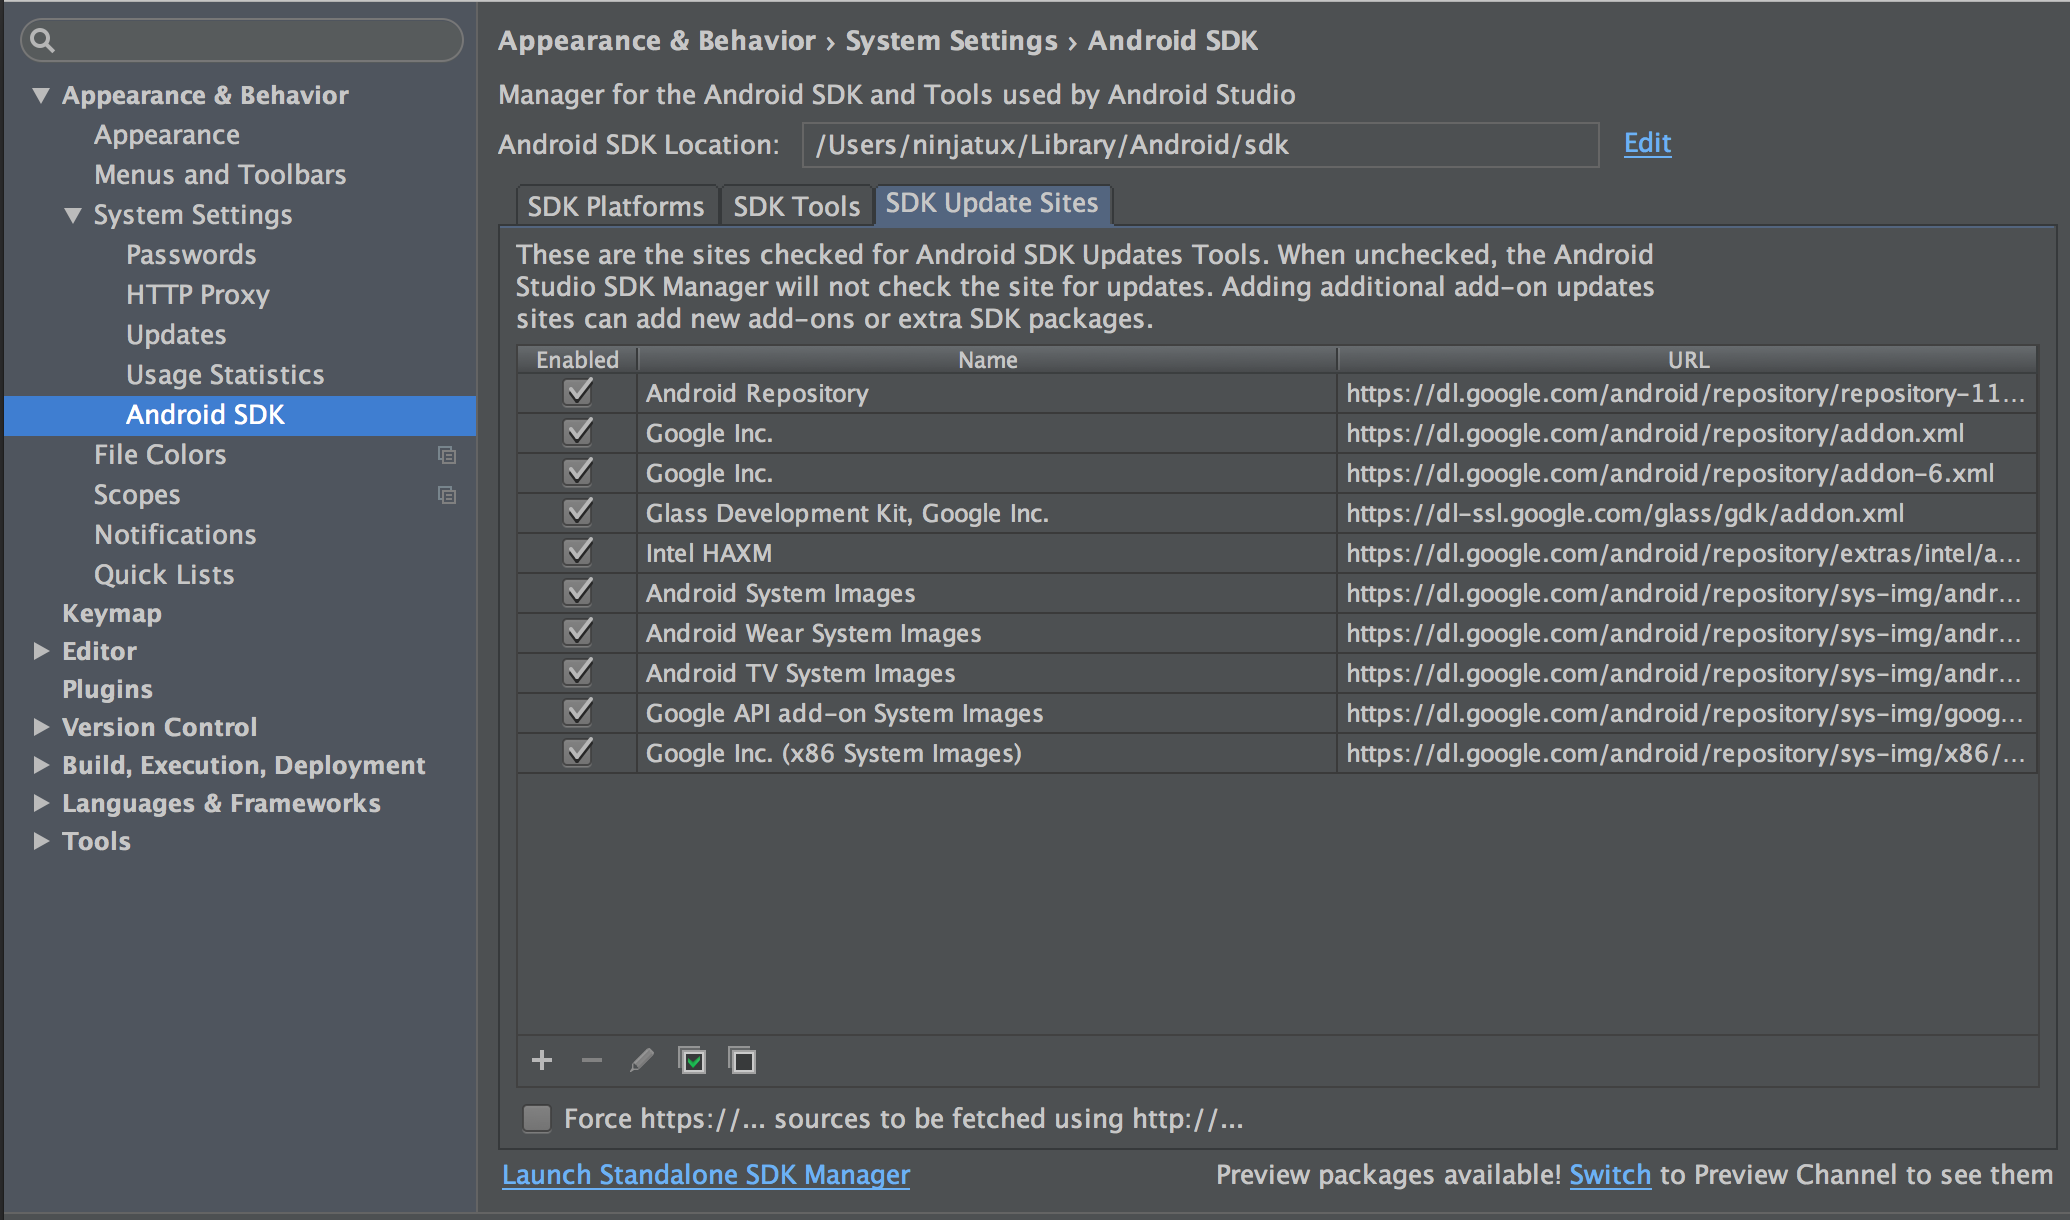 Appearance & Behavior
Appearance
Menus and Toolbars
System Settings
Passwords
HTTP Proxy
Updates
Usage Statistics
Android SDK
File Colors
Scopes
Notifications
Quick Lists
Keymap
Editor
Plugins
Version Control
Build, Execution, Deployment
Languages & Frameworks
Tools
Appearance & Behavior › System Settings › Android SDK
Manager for the Android SDK and Tools used by Android Studio
Android SDK Location: /Users/ninjatux/Library/Android/sdk Edit
SDK Platforms SDK Tools SDK Update Sites
These are the sites checked for Android SDK Updates Tools. When unchecked, the Android
Studio SDK Manager will not check the site for updates. Adding additional add-on updates
sites can add new add-ons or extra SDK packages.
Enabled Name URL
Android Repository https://dl.google.com/android/repository/repository-11...
Google Inc. https://dl.google.com/android/repository/addon.xml
Google Inc. https://dl.google.com/android/repository/addon-6.xml
Glass Development Kit, Google Inc. https://dl-ssl.google.com/glass/gdk/addon.xml
Intel HAXM https://dl.google.com/android/repository/extras/intel/a...
Android System Images https://dl.google.com/android/repository/sys-img/andr...
Android Wear System Images https://dl.google.com/android/repository/sys-img/andr...
Android TV System Images https://dl.google.com/android/repository/sys-img/andr...
Google API add-on System Images https://dl.google.com/android/repository/sys-img/goog...
Google Inc. (x86 System Images) https://dl.google.com/android/repository/sys-img/x86/...
Force https://... sources to be fetched using http://...
Launch Standalone SDK Manager Preview packages available! Switch to Preview Channel to see them